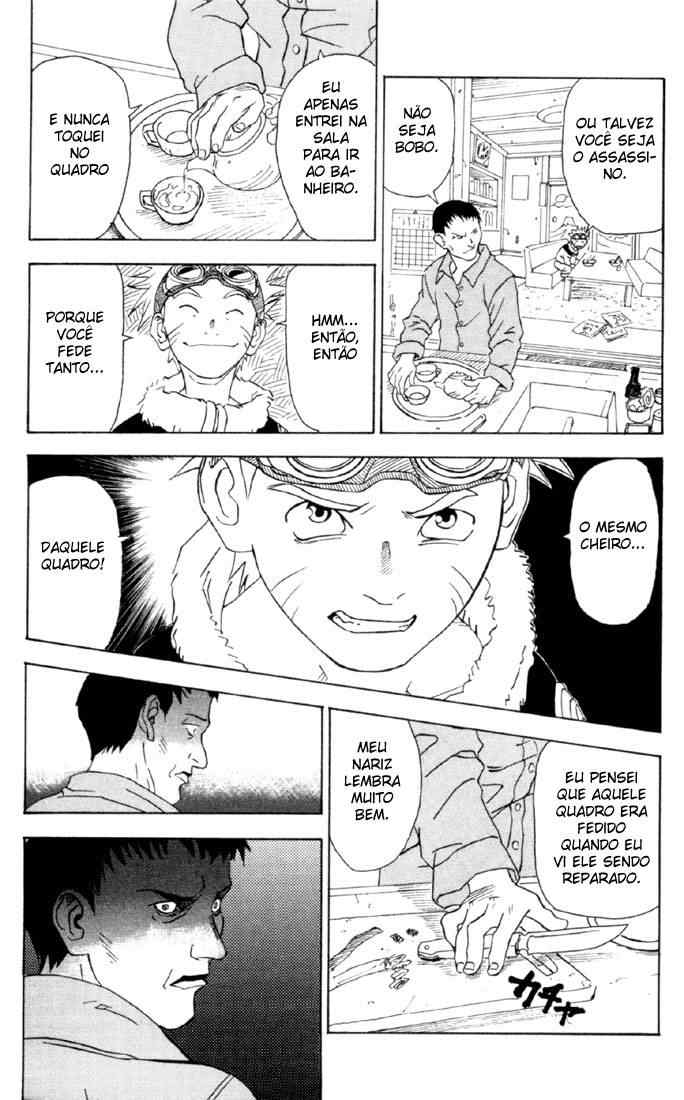 OU TALVEZ
VOCÊ SEJA
O ASSASSI-
NO.
NÃO
SEJA
BOBO.
EU
APENAS
ENTREI NA
SALA
PARA IR
AO BA-
NHEIRO.
E NUNCA
TOQUEI
NO
QUADRO
HMM...
ENTÃO,
ENTÃO
PORQUE
VOCÊ
FEDE
TANTO...
O MESMO
CHEIRO...
DAQUELE
QUADRO!
EU PENSEI
QUE AQUELE
QUADRO ERA
FEDIDO
QUANDO EU
VI ELE SENDO
REPARADO.
MEU
NARIZ
LEMBRA
MUITO
BEM.
カチャ